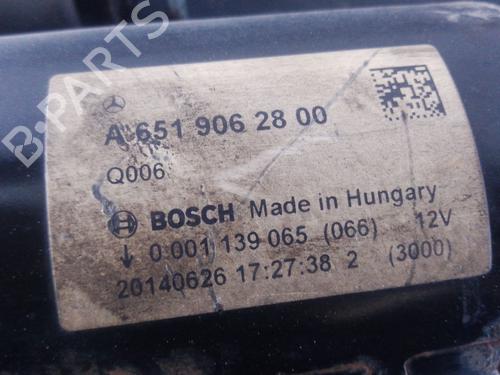 B-PARTS
A 651 906 28 00
Q006
BOSCH Made in Hungary
↓ 0 001 139 065 (066) 12V
20140626 17:27:38 2 (3000)